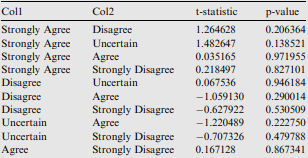 Col1 Col2 t-statistic p-value
Strongly Agree Disagree 1.264628 0.206364
Strongly Agree Uncertain 1.482647 0.138521
Strongly Agree Agree 0.035165 0.971955
Strongly Agree Strongly Disagree 0.218497 0.827101
Disagree Uncertain 0.067536 0.946184
Disagree Agree -1.059130 0.290014
Disagree Strongly Disagree -0.627922 0.530509
Uncertain Agree -1.220489 0.222750
Uncertain Strongly Disagree -0.707326 0.479788
Agree Strongly Disagree 0.167128 0.867341